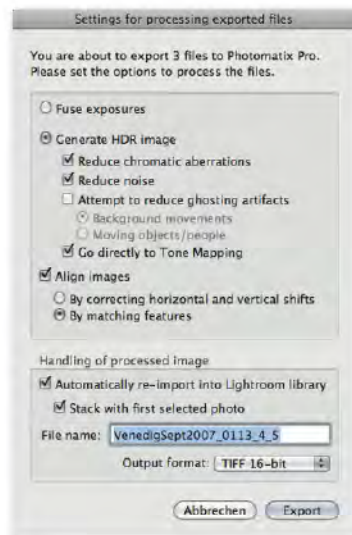 Settings for processing exported files
You are about to export 3 files to Photomatix Pro.
Please set the options to process the files.
Fuse exposures
Generate HDR image
Reduce chromatic aberrations
Reduce noise
Attempt to reduce ghosting artifacts
Background movements
Moving objects/people
Go directly to Tone Mapping
Align images
By correcting horizontal and vertical shifts
By matching features
Handling of processed image
Automatically re-import into Lightroom library
Stack with first selected photo
File name: VenedigSept2007_0113_4_5
Output format: TIFF 16-bit
Abbrechen Export